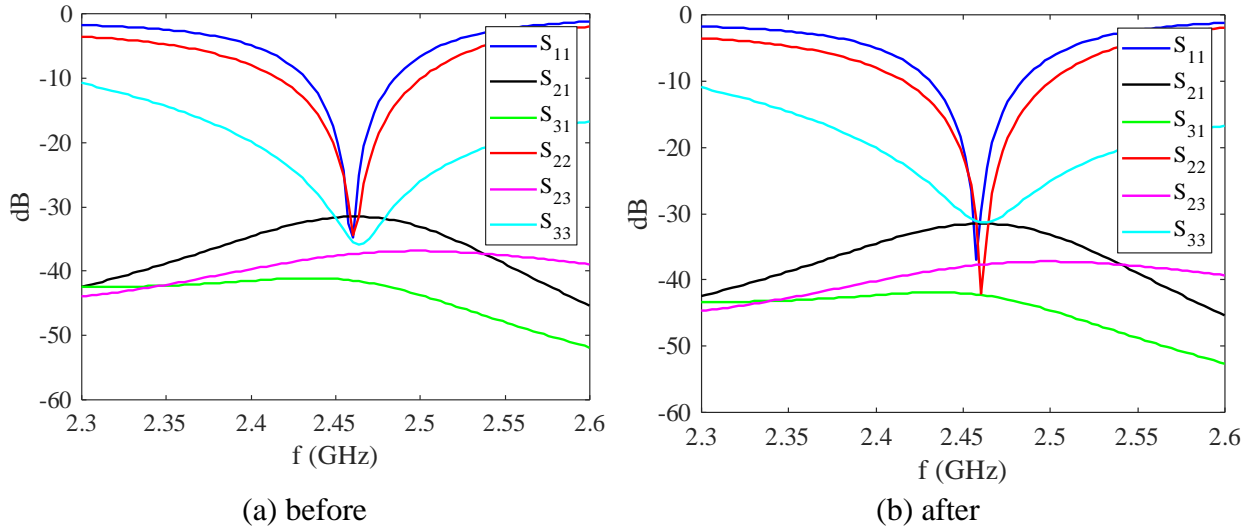 0
-10
-20
-30
-40
-50
-60
dB
2.3
2.35
2.4
2.45
2.5
2.55
2.6
f (GHz)
S11
S21
S31
S22
S23
S33
(a) before
0
-10
-20
-30
-40
-50
-60
dB
2.3
2.35
2.4
2.45
2.5
2.55
2.6
f (GHz)
S11
S21
S31
S22
S23
S33
(b) after